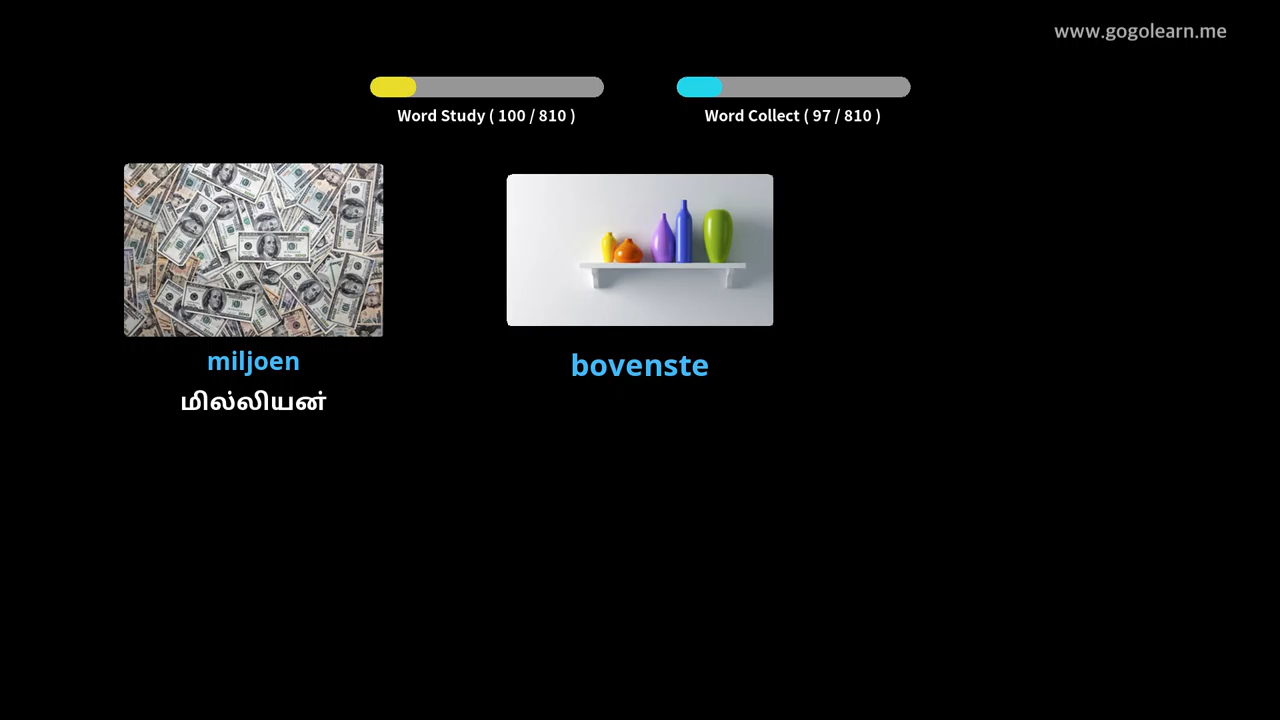 www.gogolearn.me
Word Study ( 100 / 810 )
Word Collect ( 97 / 810 )
miljoen
மில்லியன்
bovenste